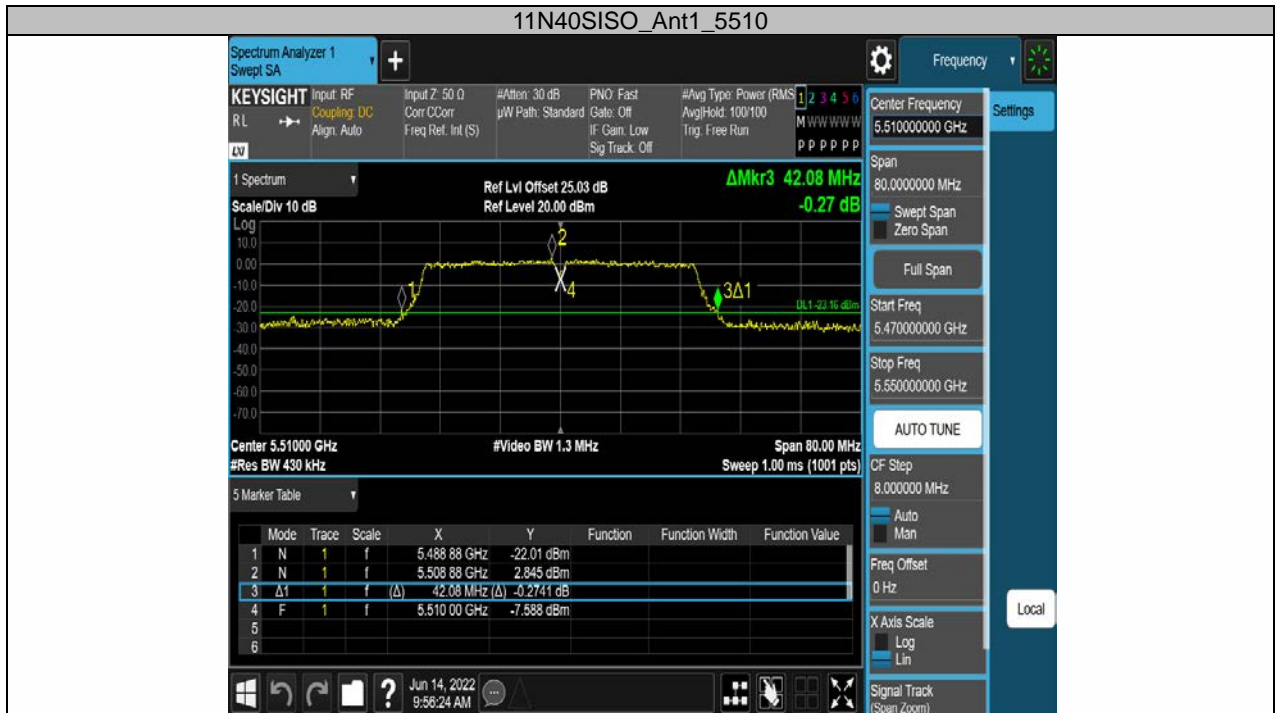 11N40SISO_Ant1_5510
Spectrum Analyzer 1
Swept SA
+
Frequency
KEYSIGHT
RL
LXI
Input: RF
Coupling: DC
Align: Auto
Input Z: 50 Ω
Corr CCorr
Freq Ref: Int (S)
#Atten: 30 dB
µW Path: Standard
PNO: Fast
Gate: Off
IF Gain: Low
Sig Track: Off
#Avg Type: Power (RMS
Avg|Hold: 100/100
Trig: Free Run
1 2 3 4 5 6
M W W W W W
P P P P P P
Center Frequency
5.510000000 GHz
Settings
Span
80.0000000 MHz
Swept Span
Zero Span
Full Span
Start Freq
5.470000000 GHz
Stop Freq
5.550000000 GHz
AUTO TUNE
CF Step
8.000000 MHz
Auto
Man
Freq Offset
0 Hz
X Axis Scale
Log
Lin
Signal Track
(Span Zoom)
Local
1 Spectrum
Scale/Div 10 dB
Ref Lvl Offset 25.03 dB
Ref Level 20.00 dBm
ΔMkr3 42.08 MHz
-0.27 dB
Log
10.0
0.00
-10.0
-20.0
-30.0
-40.0
-50.0
-60.0
-70.0
1
2
4
3Δ1
DL1 -23.16 dBm
Center 5.51000 GHz
#Video BW 1.3 MHz
Span 80.00 MHz
#Res BW 430 kHz
Sweep 1.00 ms (1001 pts)
5 Marker Table
Mode Trace Scale X Y Function Function Width Function Value
1 N 1 f 5.488 88 GHz -22.01 dBm
2 N 1 f 5.508 88 GHz 2.845 dBm
3 Δ1 1 f (Δ) 42.08 MHz (Δ) -0.2741 dB
4 F 1 f 5.510 00 GHz -7.588 dBm
5
6
?
Jun 14, 2022
9:56:24 AM